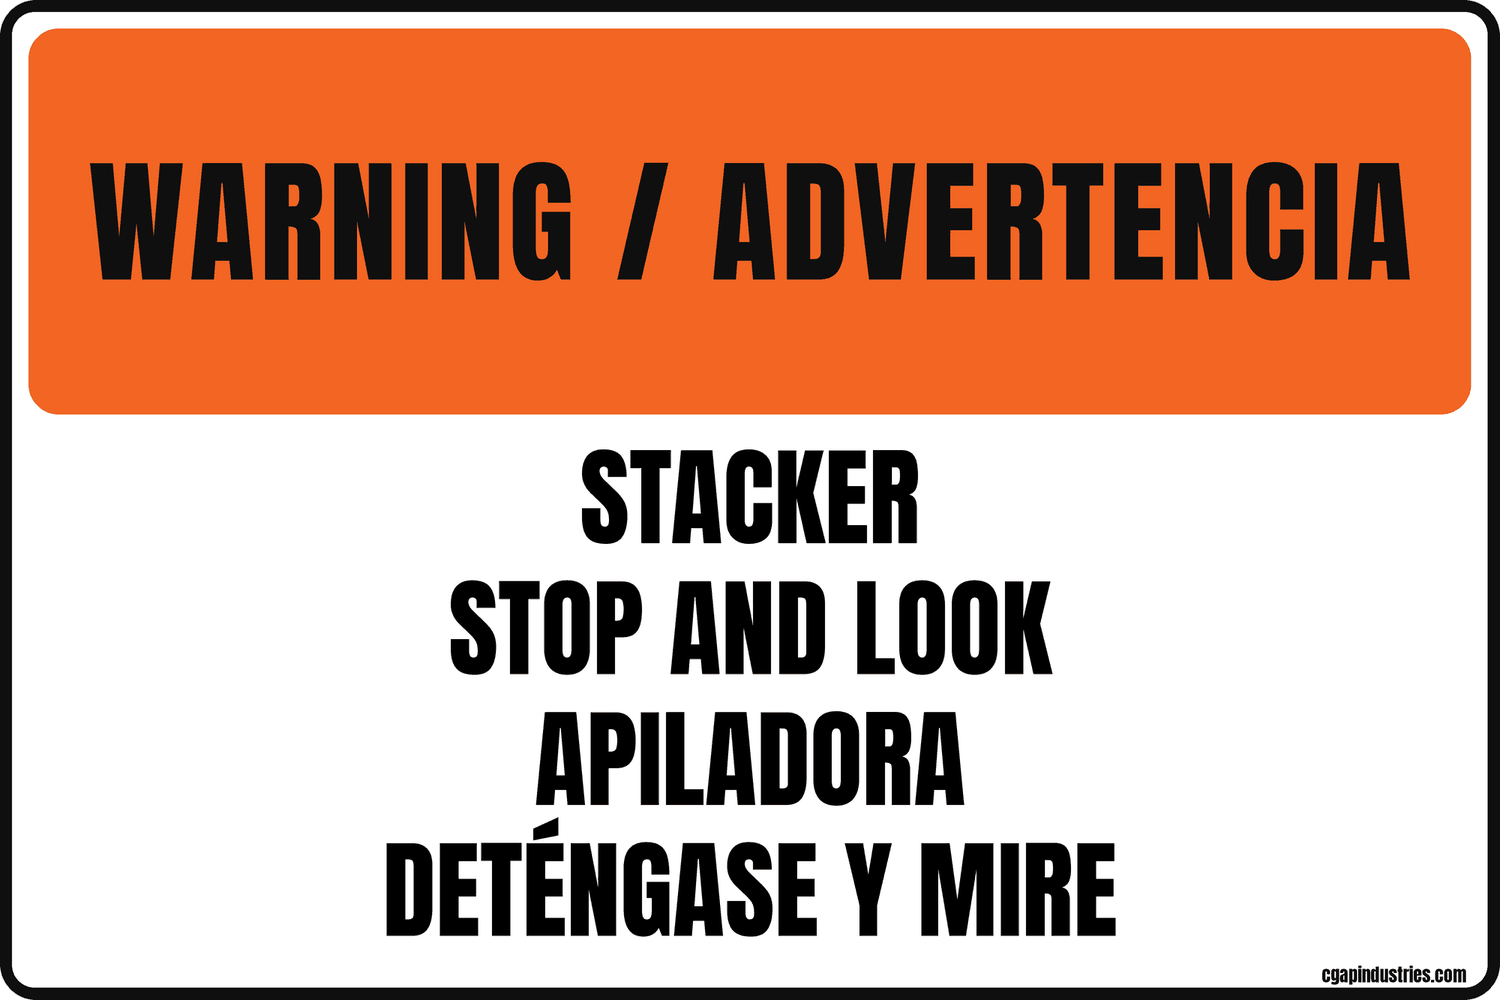 WARNING / ADVERTENCIA
STACKER
STOP AND LOOK
APILADORA
DETÉNGASE Y MIRE
cgapindustries.com